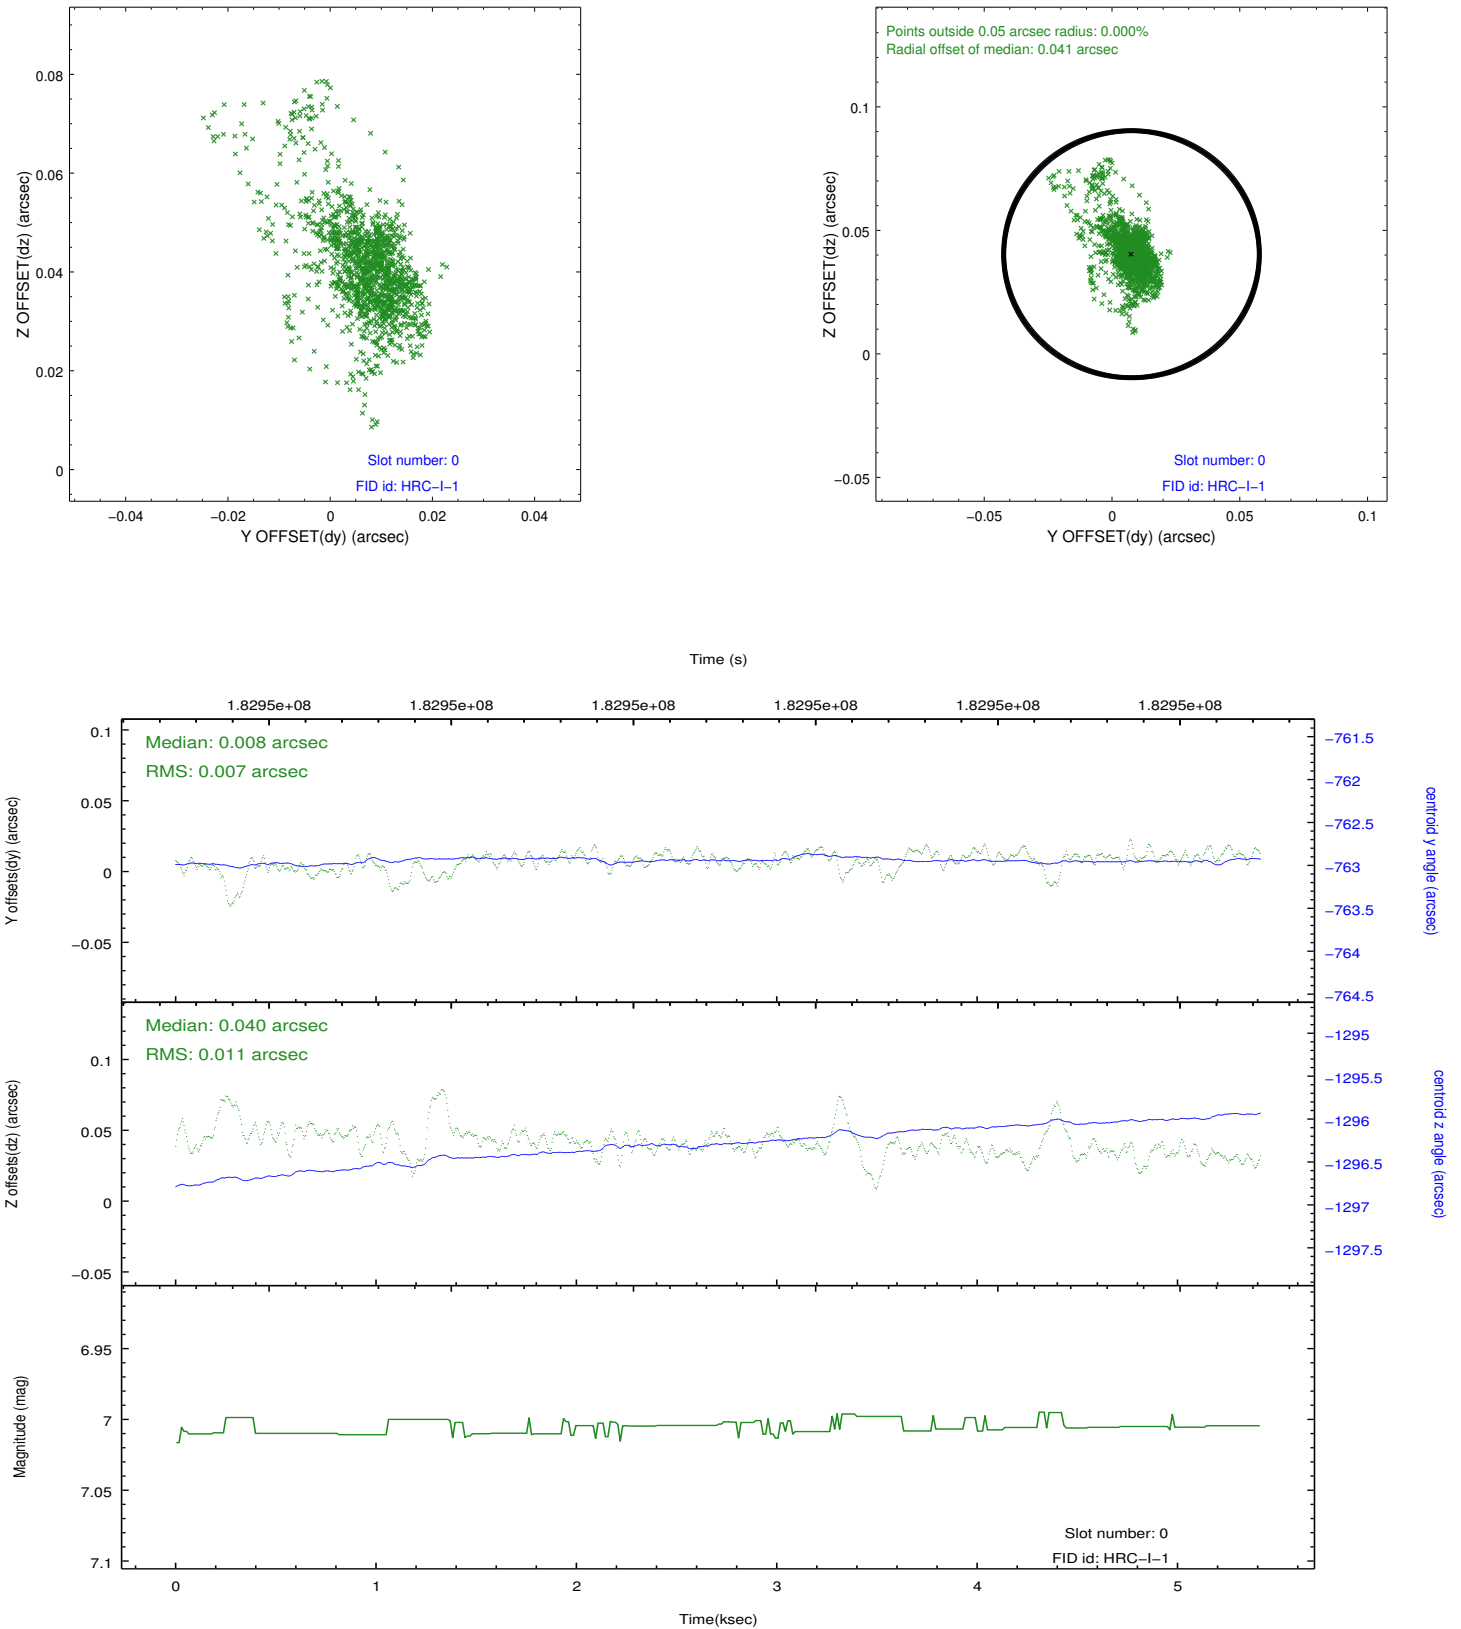 0.08
0.06
0.04
0.02
0
Z OFFSET(dz) (arcsec)
Slot number: 0
FID id: HRC−I−1
−0.04
−0.02
0
0.02
0.04
Y OFFSET(dy) (arcsec)
Points outside 0.05 arcsec radius: 0.000%
Radial offset of median: 0.041 arcsec
0.1
0.05
0
−0.05
Z OFFSET(dz) (arcsec)
Slot number: 0
FID id: HRC−I−1
−0.05
0
0.05
0.1
Y OFFSET(dy) (arcsec)
Time (s)
1.8295e+08
1.8295e+08
1.8295e+08
1.8295e+08
1.8295e+08
1.8295e+08
Median: 0.008 arcsec
RMS: 0.007 arcsec
0.1
0.05
0
−0.05
Y offsets(dy) (arcsec)
−761.5
−762
−762.5
−763
−763.5
−764
−764.5
centroid y angle (arcsec)
Median: 0.040 arcsec
RMS: 0.011 arcsec
0.1
0.05
0
−0.05
Z offsets(dz) (arcsec)
−1295
−1295.5
−1296
−1296.5
−1297
−1297.5
centroid z angle (arcsec)
6.95
7
7.05
7.1
Magnitude (mag)
Slot number: 0
FID id: HRC−I−1
0
1
2
3
4
5
Time(ksec)